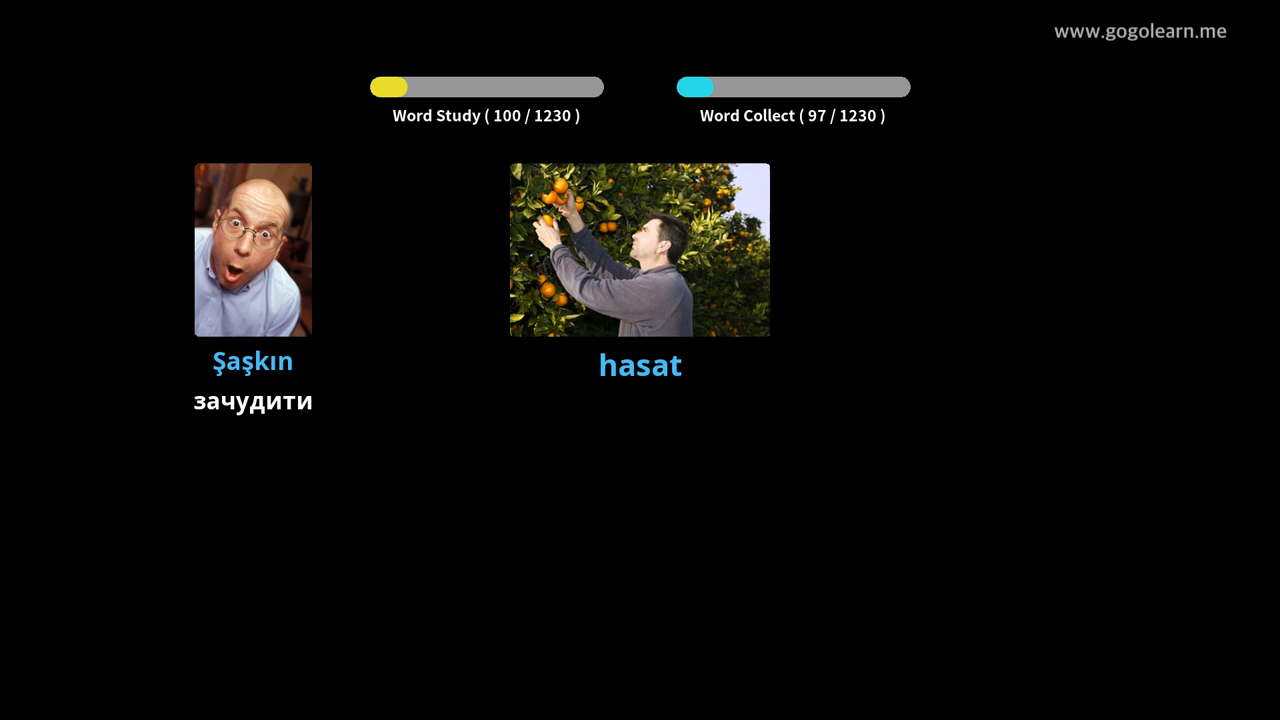 www.gogolearn.me
Word Study ( 100 / 1230 )
Word Collect ( 97 / 1230 )
Şaşkın
зачудити
hasat